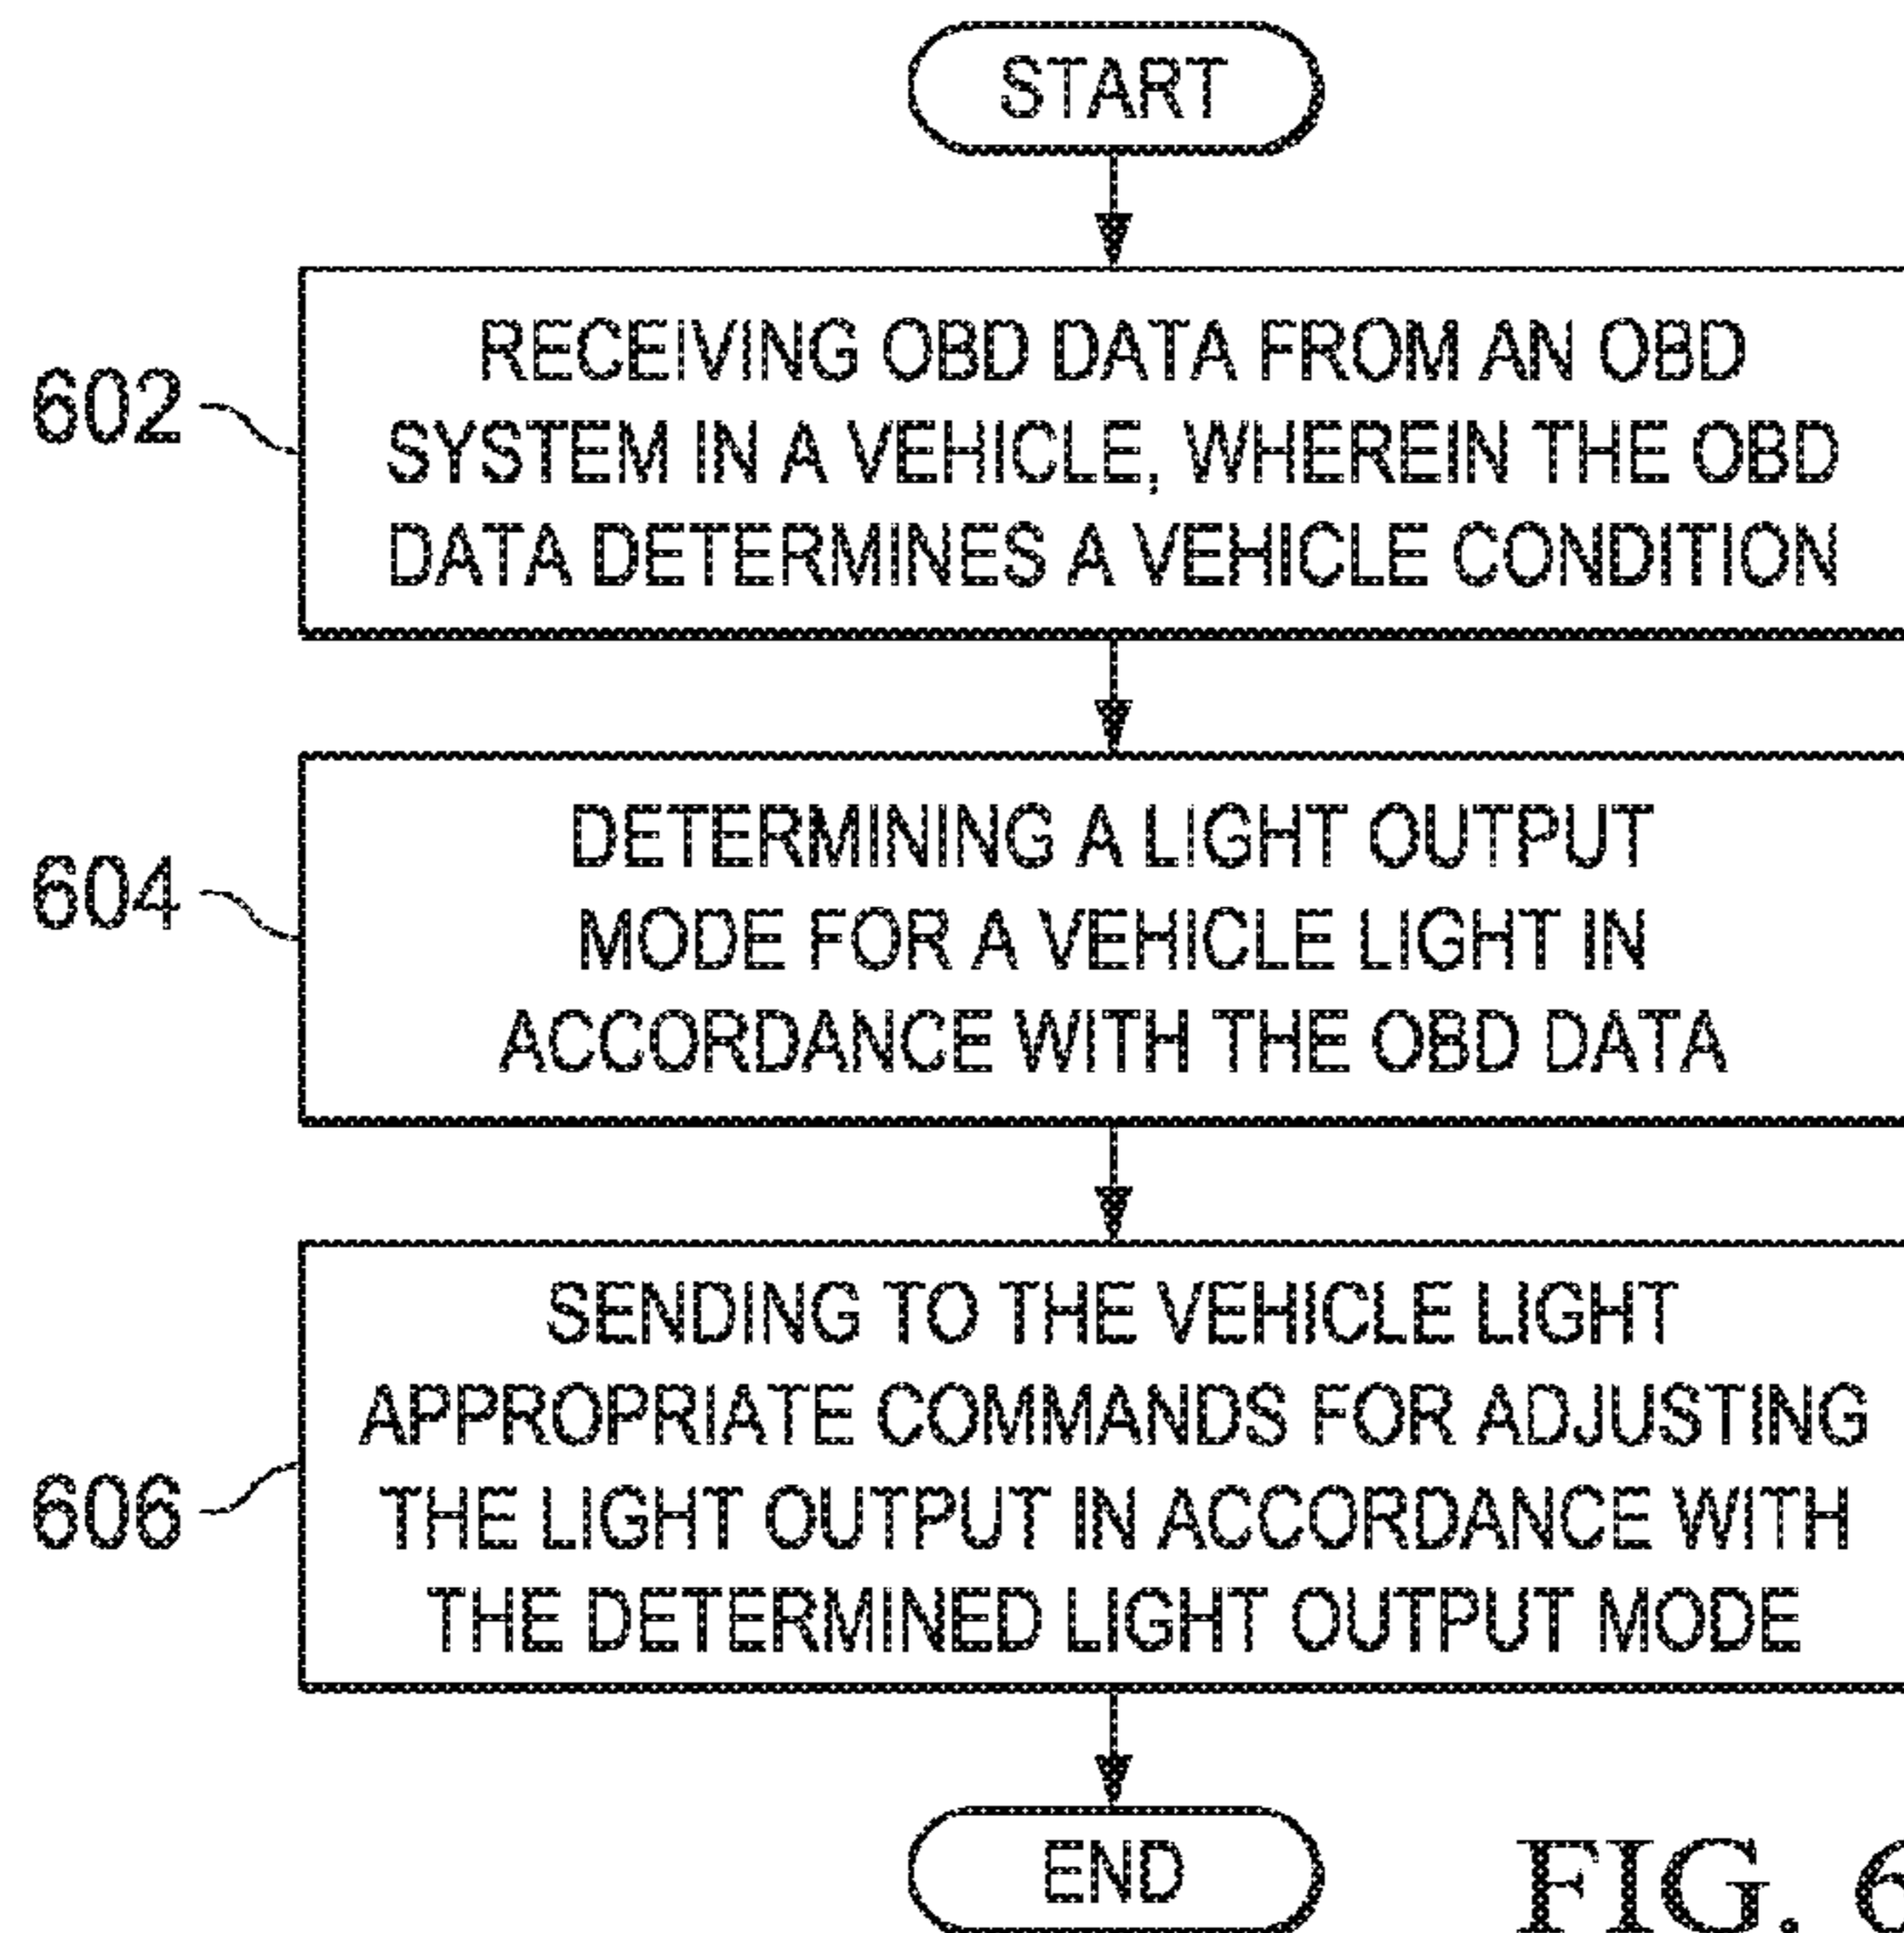 START
602
RECEIVING OBD DATA FROM AN OBD
SYSTEM IN A VEHICLE, WHEREIN THE OBD
DATA DETERMINES A VEHICLE CONDITION
604
DETERMINING A LIGHT OUTPUT
MODE FOR A VEHICLE LIGHT IN
ACCORDANCE WITH THE OBD DATA
606
SENDING TO THE VEHICLE LIGHT
APPROPRIATE COMMANDS FOR ADJUSTING
THE LIGHT OUTPUT IN ACCORDANCE WITH
THE DETERMINED LIGHT OUTPUT MODE
END
FIG. 6